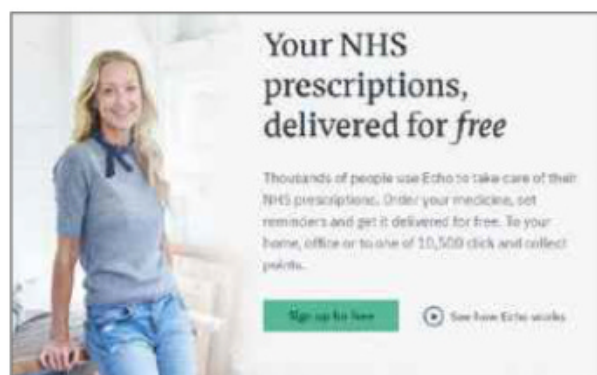 Your NHS
prescriptions,
delivered for free
Thousands of people use Echo to take care of their
NHS prescriptions. Order your medicine, set
reminders and get it delivered for free. To your
home, office or to one of 10,500 click and collect
points.
Sign up for free
See how Echo works